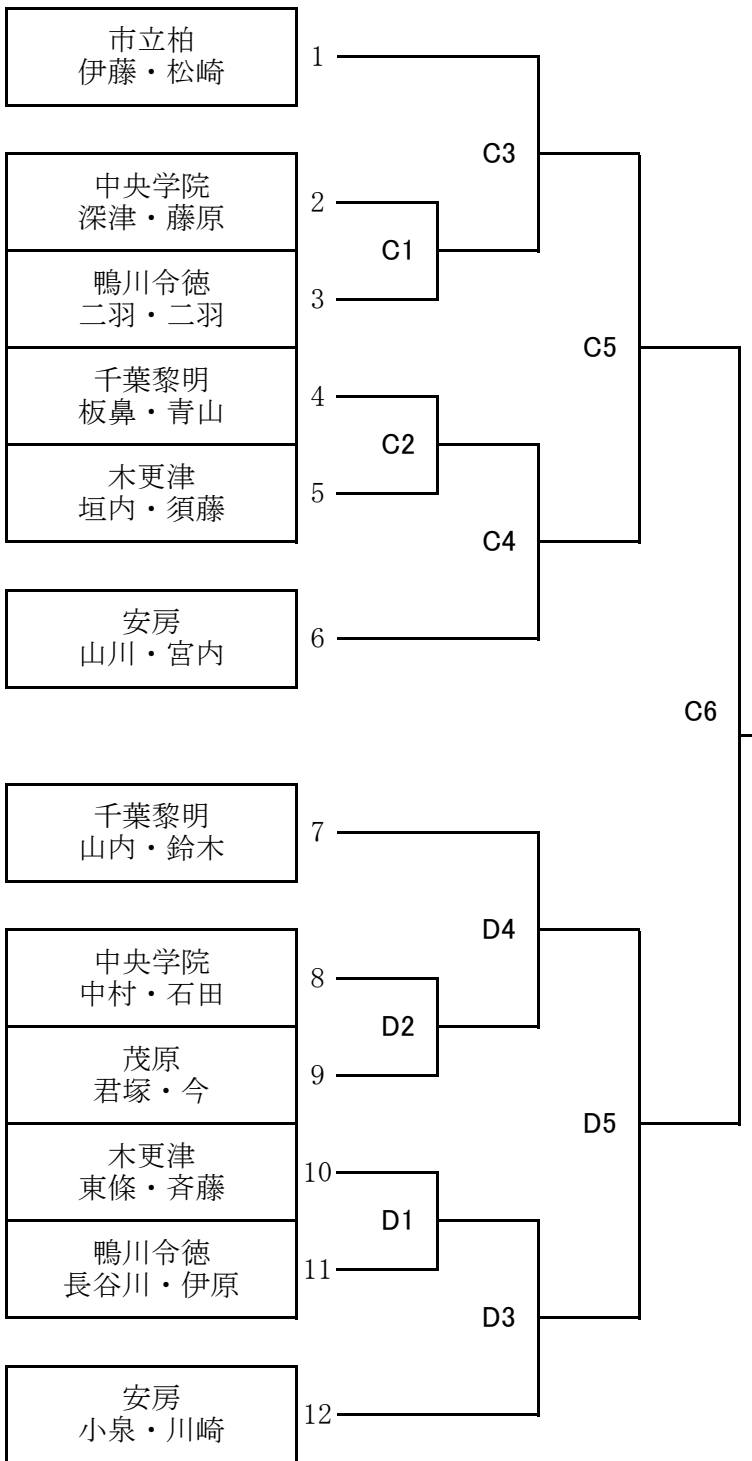 市立柏
伊藤・松崎
1
C3
中央学院
深津・藤原
2
C1
鴨川令徳
二羽・二羽
3
C5
千葉黎明
板鼻・青山
4
C2
木更津
垣内・須藤
5
C4
安房
山川・宮内
6
C6
千葉黎明
山内・鈴木
7
D4
中央学院
中村・石田
8
D2
茂原
君塚・今
9
D5
木更津
東條・斉藤
10
D1
鴨川令徳
長谷川・伊原
11
D3
安房
小泉・川崎
12